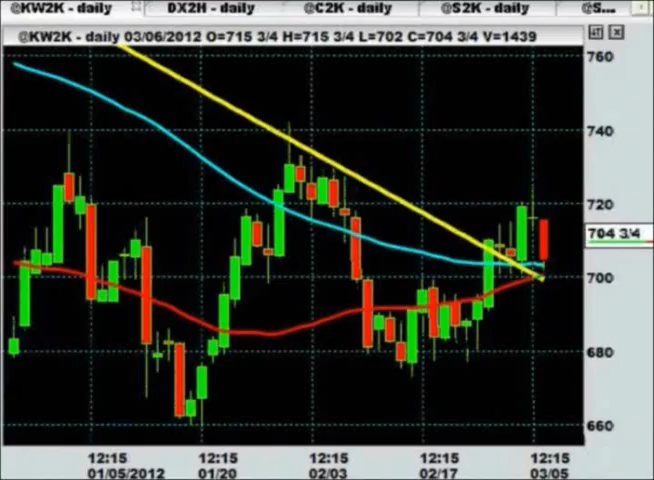 @KW2K - daily DX2H - daily @C2K - daily @S2K - daily @S...
@KW2K - daily 03/06/2012 O=715 3/4 H=715 3/4 L=702 C=704 3/4 V=1439
760
740
720
704 3/4
700
680
660
12:15 12:15 12:15 12:15 12:15
01/05/2012 01/20 02/03 02/17 03/05